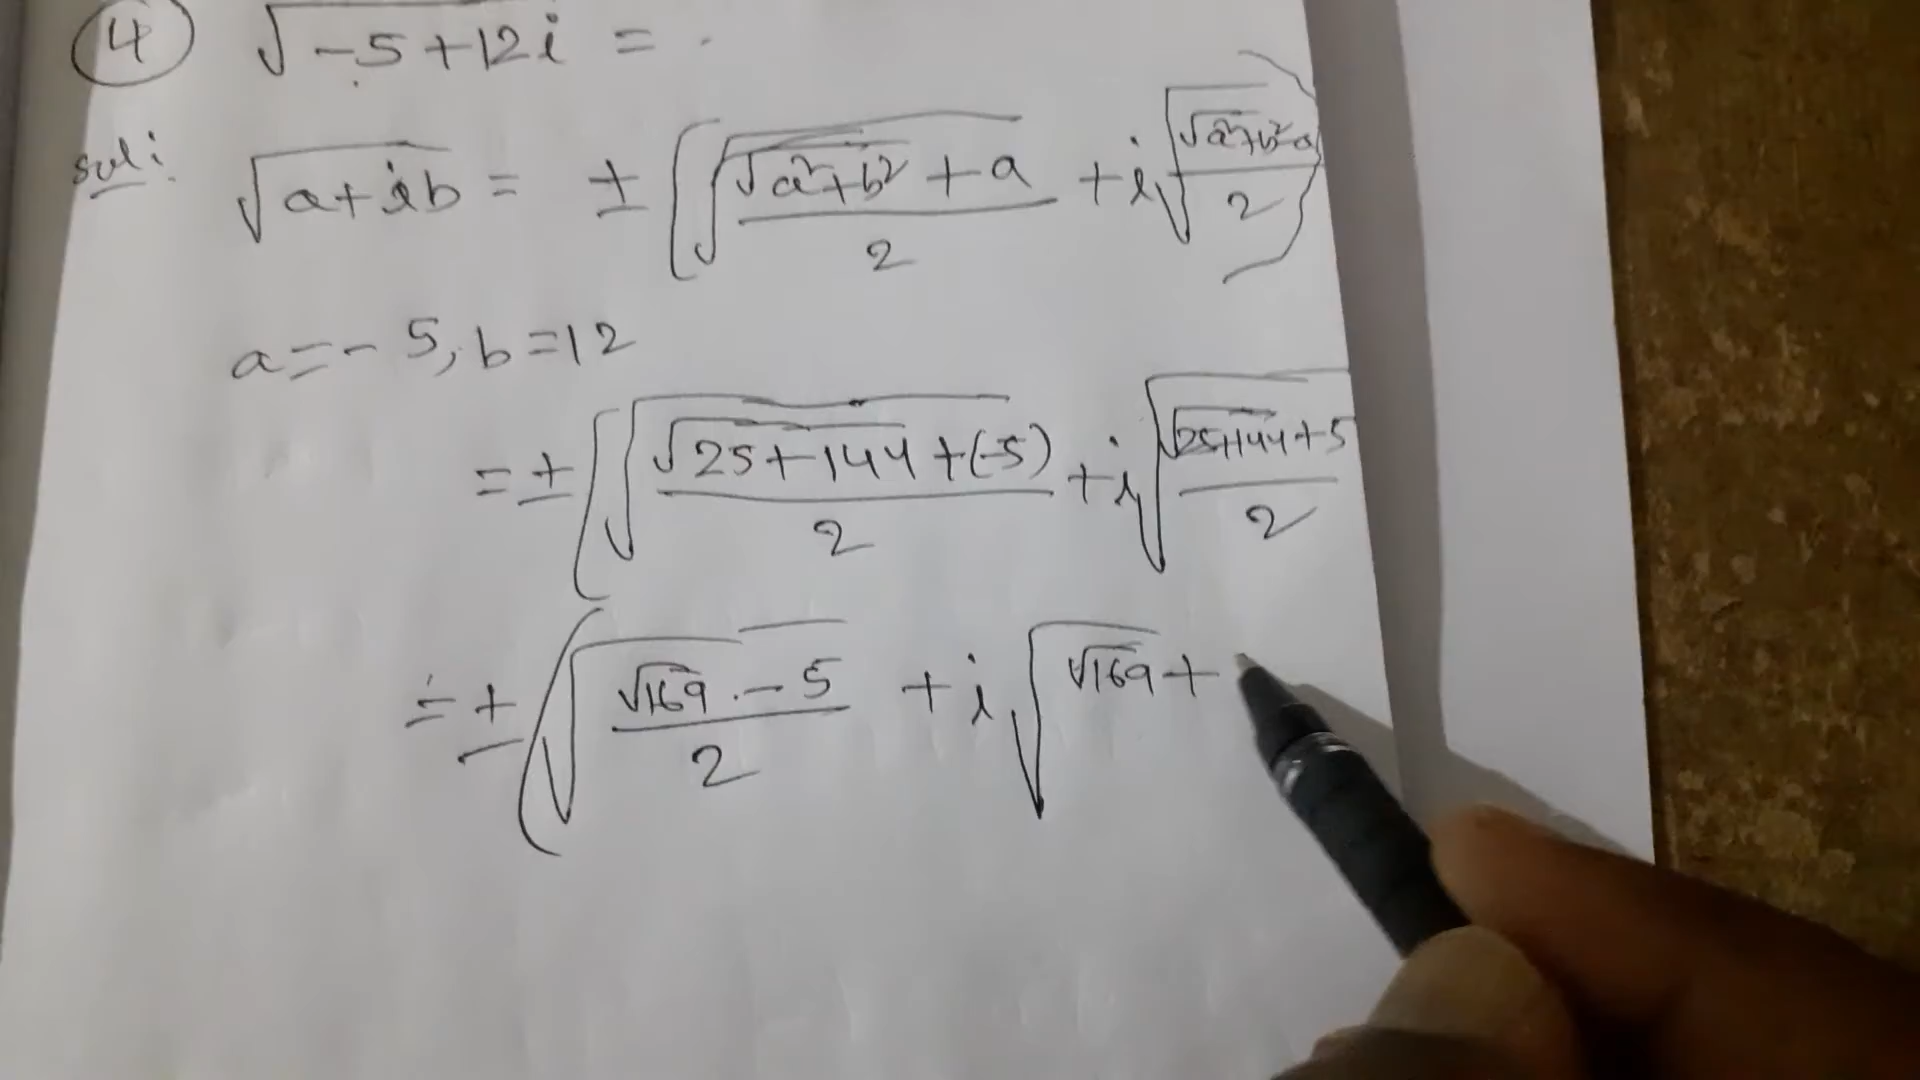 ④ √(-5+12i) =
Sol:
√(a+ib) = ± (√((√(a²+b²) + a)/2) + i√((√(a²+b²)-a)/2))
a=-5, b=12
= ± (√((√(25+144) +(-5))/2) + i√((√(25+144)+5)/2)
= ± (√((√169 - 5)/2) + i√(√169 +